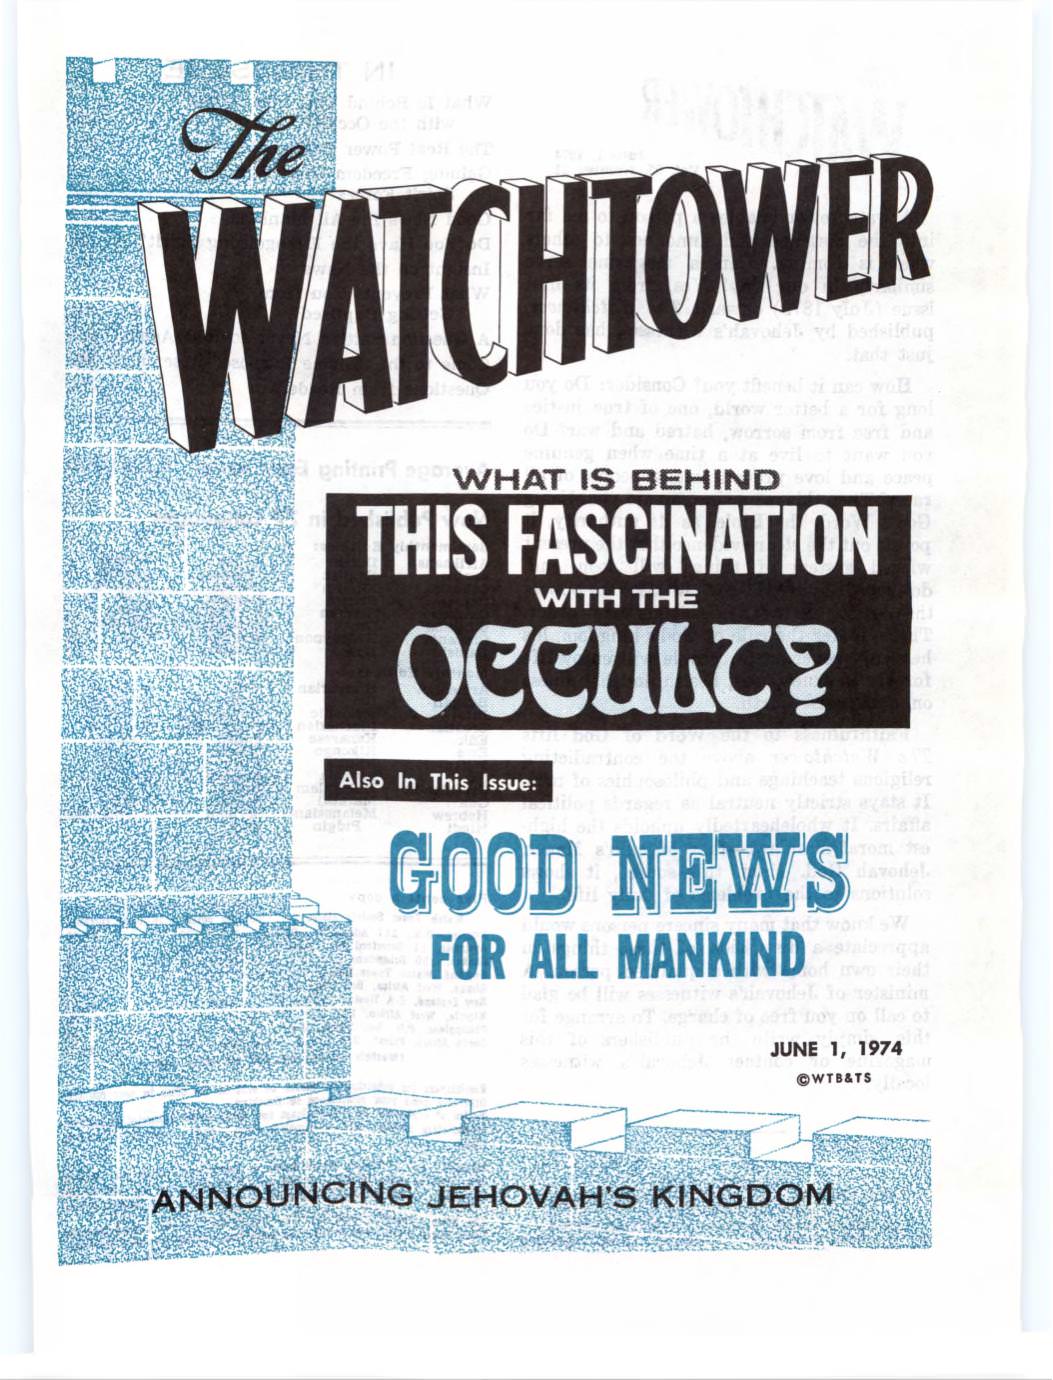 The
WATCHTOWER
WHAT IS BEHIND
THIS FASCINATION
WITH THE
OCCULT?
Also In This Issue:
GOOD NEWS
FOR ALL MANKIND
JUNE 1, 1974
©WTB&TS
ANNOUNCING JEHOVAH'S KINGDOM